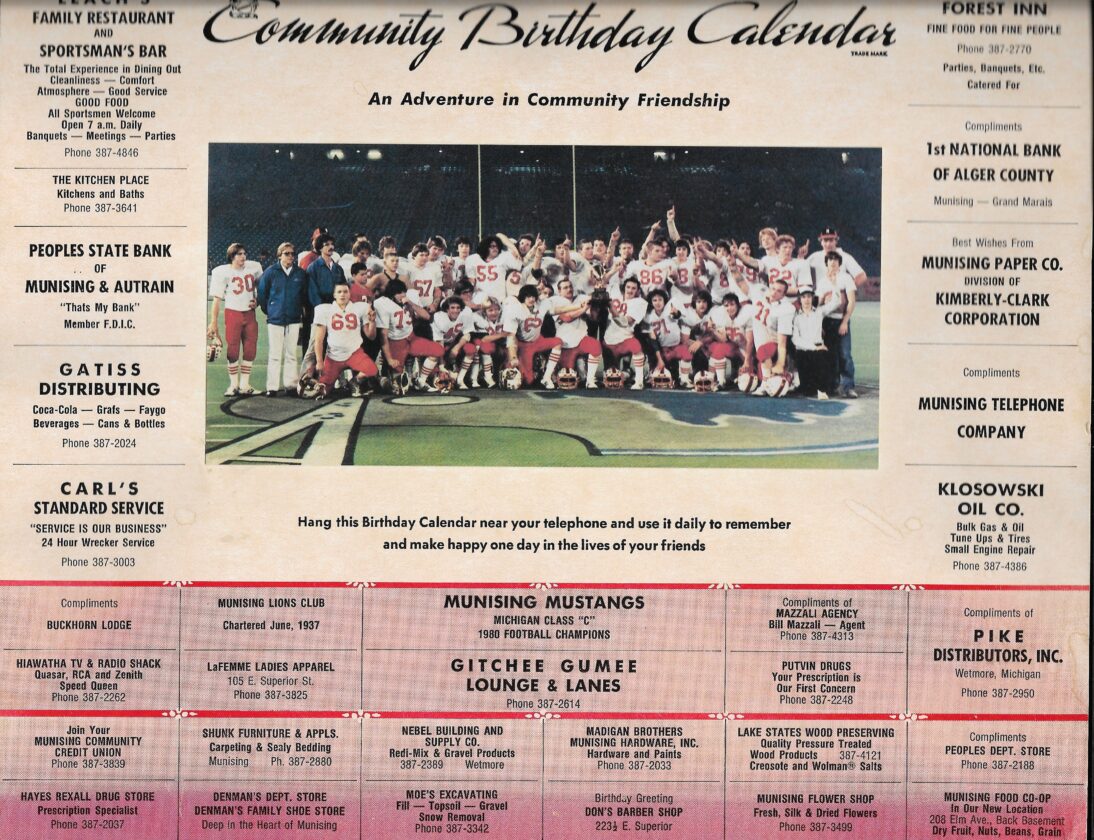 LEACH'S
FAMILY RESTAURANT
AND
SPORTSMAN'S BAR
The Total Experience in Dining Out
Cleanliness — Comfort
Atmosphere — Good Service
GOOD FOOD
All Sportsmen Welcome
Open 7 a.m. Daily
Banquets — Meetings — Parties
Phone 387-4846
THE KITCHEN PLACE
Kitchens and Baths
Phone 387-3641
PEOPLES STATE BANK
OF
MUNISING & AUTRAIN
"Thats My Bank"
Member F.D.I.C.
GATISS
DISTRIBUTING
Coca-Cola — Grafs — Faygo
Beverages — Cans & Bottles
Phone 387-2024
CARL'S
STANDARD SERVICE
"SERVICE IS OUR BUSINESS"
24 Hour Wrecker Service
Phone 387-3003
Community Birthday Calendar
TRADE MARK
An Adventure in Community Friendship
30
69
67
55
86
22
71
Hang this Birthday Calendar near your telephone and use it daily to remember
and make happy one day in the lives of your friends
FOREST INN
FINE FOOD FOR FINE PEOPLE
Phone 387-2770
Parties, Banquets, Etc.
Catered For
Compliments
1st NATIONAL BANK
OF ALGER COUNTY
Munising — Grand Marais
Best Wishes From
MUNISING PAPER CO.
DIVISION OF
KIMBERLY-CLARK
CORPORATION
Compliments
MUNISING TELEPHONE
COMPANY
KLOSOWSKI
OIL CO.
Bulk Gas & Oil
Tune Ups & Tires
Small Engine Repair
Phone 387-4386
Compliments
BUCKHORN LODGE
MUNISING LIONS CLUB
Chartered June, 1937
MUNISING MUSTANGS
MICHIGAN CLASS "C"
1980 FOOTBALL CHAMPIONS
Compliments of
MAZZALI AGENCY
Bill Mazzali — Agent
Phone 387-4313
Compliments of
PIKE
DISTRIBUTORS, INC.
Wetmore, Michigan
Phone 387-2950
HIAWATHA TV & RADIO SHACK
Quasar, RCA and Zenith
Speed Queen
Phone 387-2262
LaFEMME LADIES APPAREL
105 E. Superior St.
Phone 387-3825
GITCHEE GUMEE
LOUNGE & LANES
Phone 387-2614
PUTVIN DRUGS
Your Prescription is
Our First Concern
Phone 387-2248
Join Your
MUNISING COMMUNITY
CREDIT UNION
Phone 387-3839
SHUNK FURNITURE & APPLS.
Carpeting & Sealy Bedding
Munising Ph. 387-2880
NEBEL BUILDING AND
SUPPLY CO.
Redi-Mix & Gravel Products
387-2389 Wetmore
MADIGAN BROTHERS
MUNISING HARDWARE, INC.
Hardware and Paints
Phone 387-2033
LAKE STATES WOOD PRESERVING
Quality Pressure Treated
Wood Products 387-4121
Creosote and Wolman® Salts
Compliments
PEOPLES DEPT. STORE
Phone 387-2188
HAYES REXALL DRUG STORE
Prescription Specialist
Phone 387-2037
DENMAN'S DEPT. STORE
DENMAN'S FAMILY SHOE STORE
Deep in the Heart of Munising
MOE'S EXCAVATING
Fill — Topsoil — Gravel
Snow Removal
Phone 387-3342
Birthday Greeting
DON'S BARBER SHOP
223½ E. Superior
MUNISING FLOWER SHOP
Fresh, Silk & Dried Flowers
Phone 387-3499
MUNISING FOOD CO-OP
In Our New Location
208 Elm Ave., Back Basement
Dry Fruit, Nuts, Beans, Grain